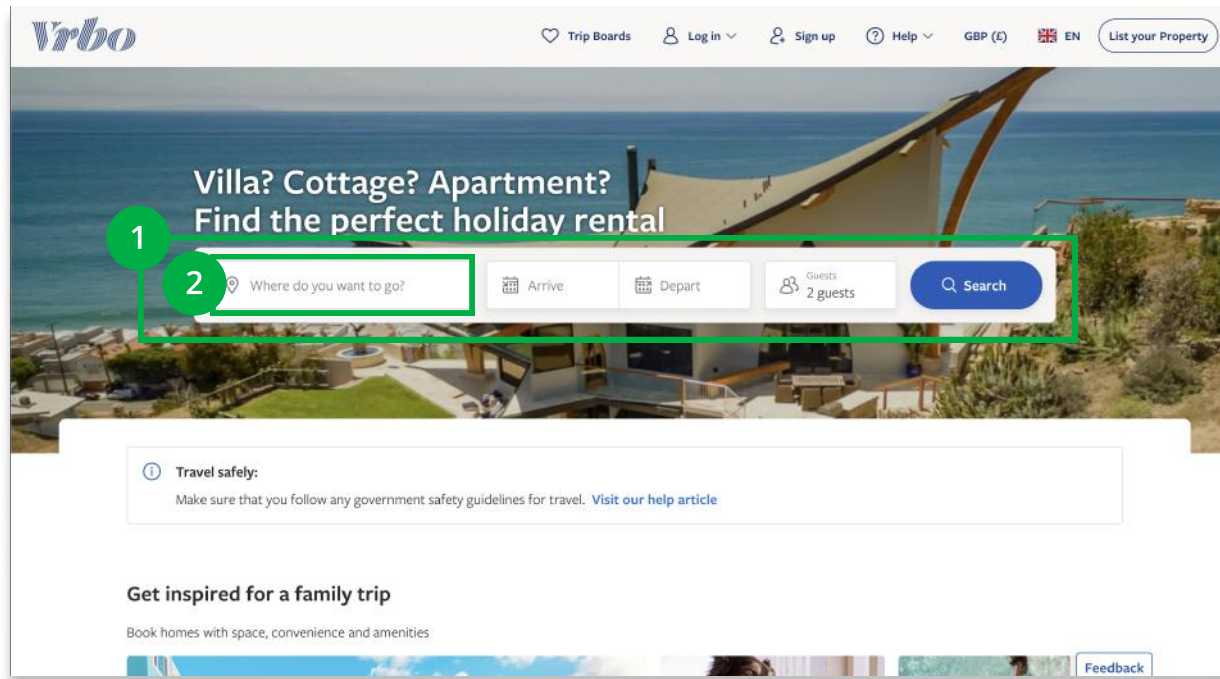 Vrbo
Trip Boards Log in Sign up Help GBP (£) EN List your Property
Villa? Cottage? Apartment?
Find the perfect holiday rental
1
2 Where do you want to go? Arrive Depart Guests 2 guests Search
Travel safely:
Make sure that you follow any government safety guidelines for travel. Visit our help article
Get inspired for a family trip
Book homes with space, convenience and amenities
Feedback